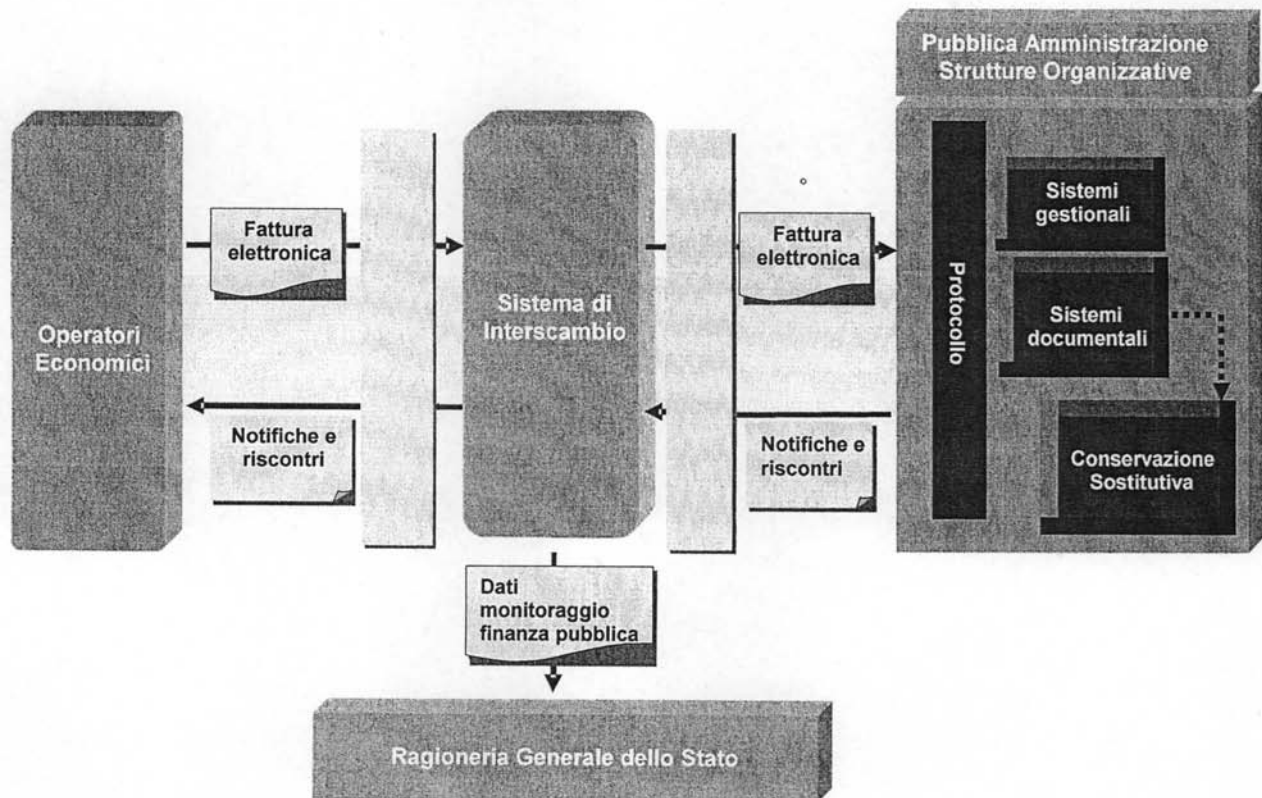 Pubblica Amministrazione
Strutture Organizzative
Operatori
Economici
Fattura
elettronica
Notifiche e
riscontri
Sistema di
Interscambio
Fattura
elettronica
Notifiche e
riscontri
Protocollo
Sistemi
gestionali
Sistemi
documentali
Conservazione
Sostitutiva
Dati
monitoraggio
finanza pubblica
Ragioneria Generale dello Stato